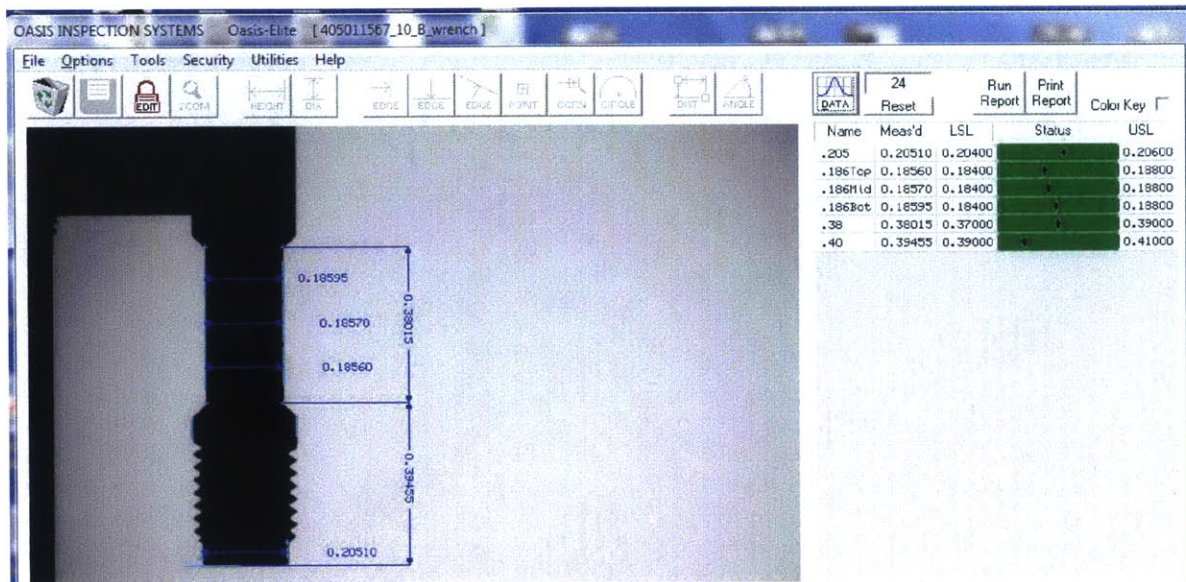 OASIS INSPECTION SYSTEMS Oasis-Elite [ 405011567_10_B_wrench ]
File Options Tools Security Utilities Help
EDIT ZOOM HEIGHT DIA EDGE EDGE EDGE POINT CIRCLE DIST ANGLE DATA 24 Reset Run Report Print Report Color Key
Name Meas'd LSL Status USL
.205 0.20510 0.20400 0.20600
.186Top 0.18560 0.18400 0.18800
.186Mid 0.18570 0.18400 0.18800
.186Bot 0.18595 0.18400 0.18800
.38 0.38015 0.37000 0.39000
.40 0.39455 0.39000 0.41000
0.18595
0.38015
0.18570
0.18560
0.39455
0.20510